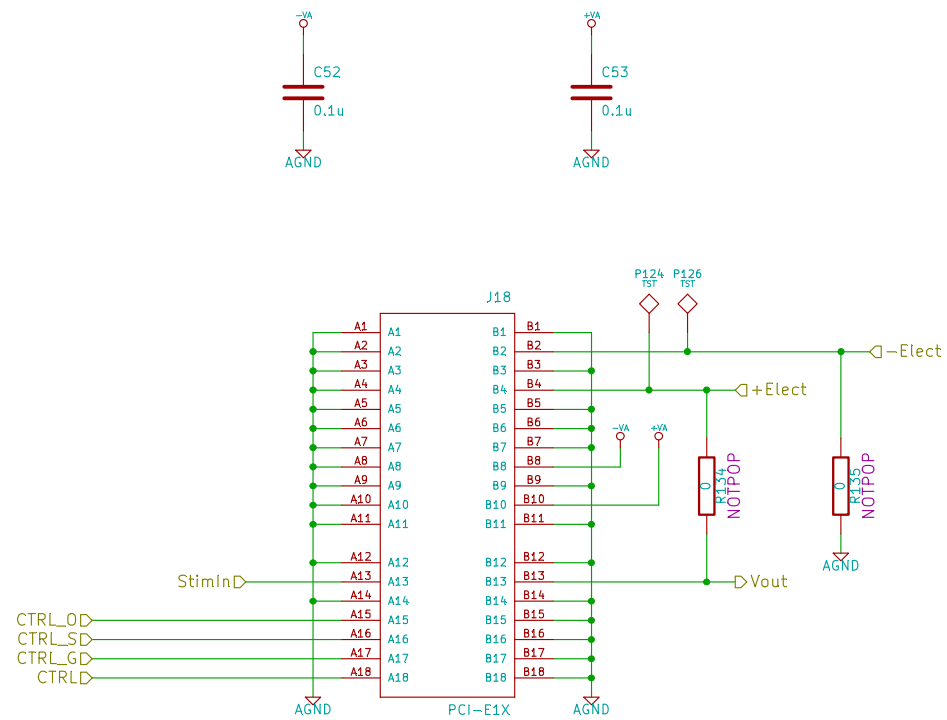 -VA
+VA
C52
C53
0.1u
0.1u
AGND
AGND
P124
P126
TST
TST
J18
A1 A1 B1 B1
A2 A2 B2 B2
-Elect
A3 A3 B3 B3
A4 A4 B4 B4
+Elect
A5 A5 B5 B5
A6 A6 B6 B6
-VA
+VA
A7 A7 B7 B7
A8 A8 B8 B8
A9 A9 B9 B9
0
R134
NOTPOP
0
R135
NOTPOP
A10 A10 B10 B10
A11 A11 B11 B11
A12 A12 B12 B12
AGND
StimIn
A13 A13 B13 B13
Vout
A14 A14 B14 B14
CTRL_O
A15 A15 B15 B15
CTRL_S
A16 A16 B16 B16
CTRL_G
A17 A17 B17 B17
CTRL
A18 A18 B18 B18
AGND
PCI-E1X
AGND